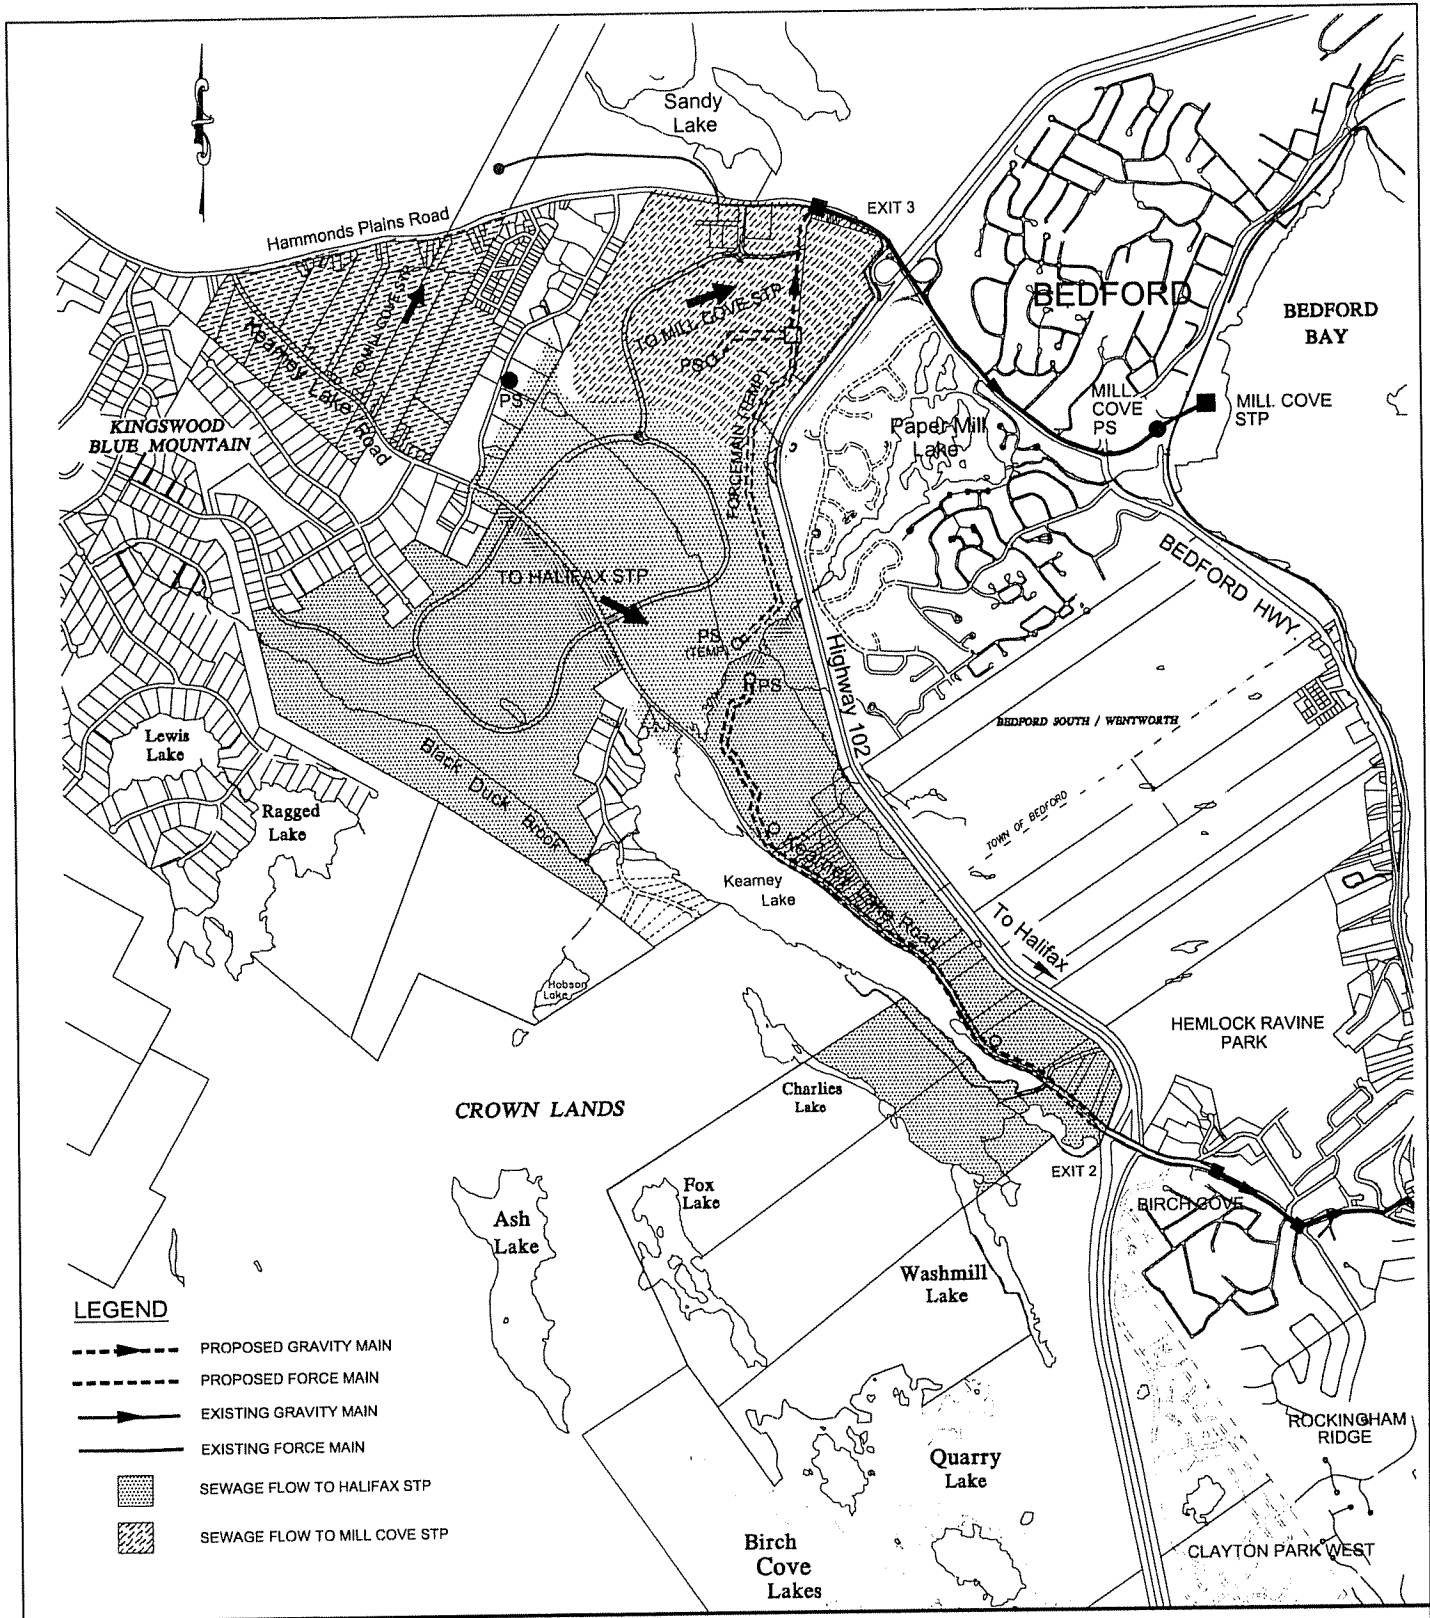 Sandy
Lake
EXIT 3
Hammonds Plains Road
BEDFORD
BEDFORD
BAY
TO MILL COVE STP
TO MILL COVE STP
PS
Kearney Lake Road
PS
MILL
COVE
PS
MILL COVE
STP
KINGSWOOD
BLUE MOUNTAIN
Paper Mill
Lake
FORCEMAIN (TEMP)
BEDFORD HWY.
TO HALIFAX STP
PS
(TEMP)
PS
Highway 102
BEDFORD SOUTH / WENTWORTH
TOWN OF BEDFORD
Lewis
Lake
Ragged
Lake
Black Duck Brook
Kearney Lake Road
Kearney
Lake
To Halifax
Hobson
Lake
HEMLOCK RAVINE
PARK
Charlies
Lake
CROWN LANDS
EXIT 2
BIRCH COVE
Fox
Lake
Ash
Lake
Washmill
Lake
LEGEND
PROPOSED GRAVITY MAIN
PROPOSED FORCE MAIN
EXISTING GRAVITY MAIN
EXISTING FORCE MAIN
SEWAGE FLOW TO HALIFAX STP
SEWAGE FLOW TO MILL COVE STP
ROCKINGHAM
RIDGE
Quarry
Lake
Birch
Cove
Lakes
CLAYTON PARK WEST